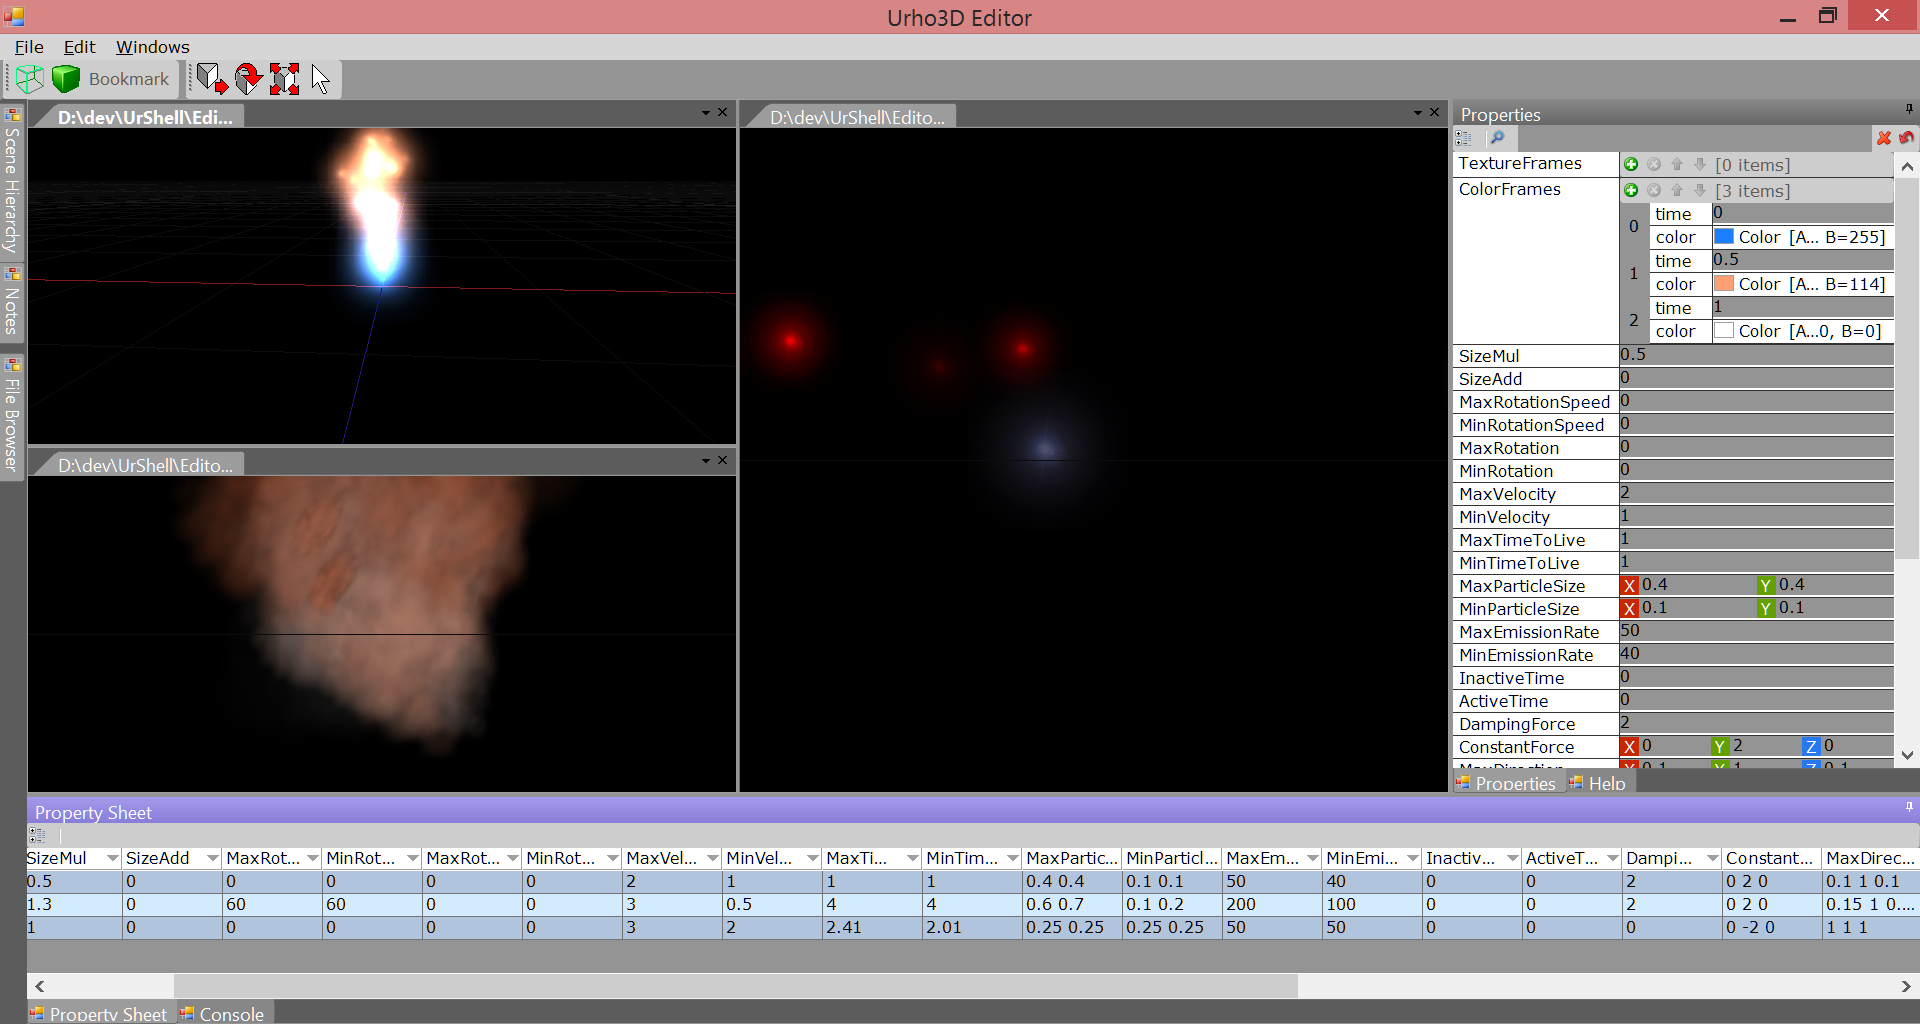 Urho3D Editor
File Edit Windows
Bookmark
Scene Hierarchy
Notes
File Browser
D:\dev\UrShell\Edi...
D:\dev\UrShell\Edito...
D:\dev\UrShell\Edito...
Properties
TextureFrames [0 items]
ColorFrames [3 items]
0 time 0
color Color [A... B=255]
1 time 0.5
color Color [A... B=114]
2 time 1
color Color [A...0, B=0]
SizeMul 0.5
SizeAdd 0
MaxRotationSpeed 0
MinRotationSpeed 0
MaxRotation 0
MinRotation 0
MaxVelocity 2
MinVelocity 1
MaxTimeToLive 1
MinTimeToLive 1
MaxParticleSize X 0.4 Y 0.4
MinParticleSize X 0.1 Y 0.1
MaxEmissionRate 50
MinEmissionRate 40
InactiveTime 0
ActiveTime 0
DampingForce 2
ConstantForce X 0 Y 2 Z 0
MaxDirection X 0.1 Y 1 Z 0.1
Properties Help
Property Sheet
SizeMul SizeAdd MaxRot... MinRot... MaxRot... MinRot... MaxVel... MinVel... MaxTi... MinTim... MaxPartic... MinParticl... MaxEm... MinEmi... Inactiv... ActiveT... Dampi... Constant... MaxDirec...
0.5 0 0 0 0 0 2 1 1 1 0.4 0.4 0.1 0.1 50 40 0 0 2 0 2 0 0.1 1 0.1
1.3 0 60 60 0 0 3 0.5 4 4 0.6 0.7 0.1 0.2 200 100 0 0 2 0 2 0 0.15 1 0....
1 0 0 0 0 0 3 2 2.41 2.01 0.25 0.25 0.25 0.25 50 50 0 0 0 0 -2 0 1 1 1
Property Sheet Console